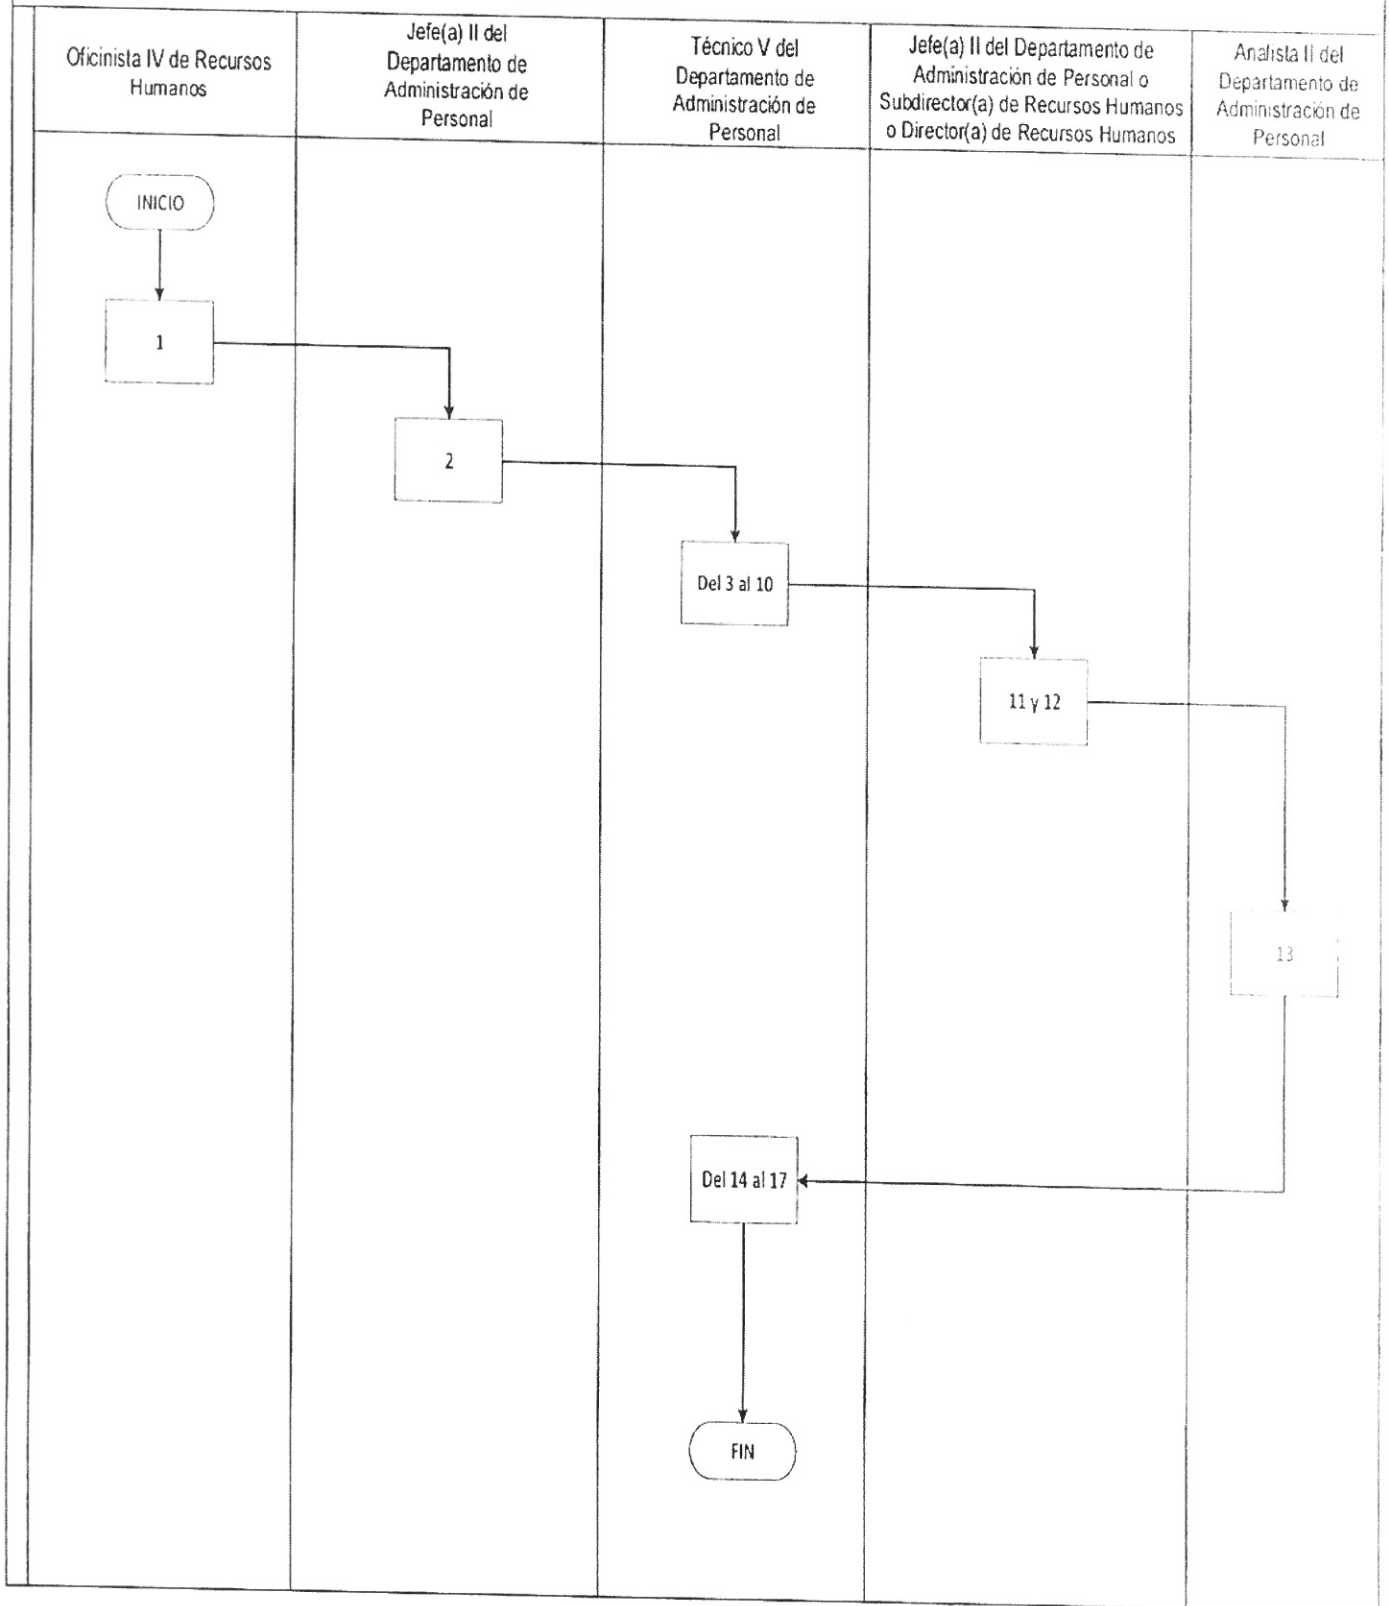 Oficinista IV de Recursos
Humanos
Jefe(a) II del
Departamento de
Administración de
Personal
Técnico V del
Departamento de
Administración de
Personal
Jefe(a) II del Departamento de
Administración de Personal o
Subdirector(a) de Recursos Humanos
o Director(a) de Recursos Humanos
Analista II del
Departamento de
Administración de
Personal
INICIO
1
2
Del 3 al 10
11 y 12
13
Del 14 al 17
FIN